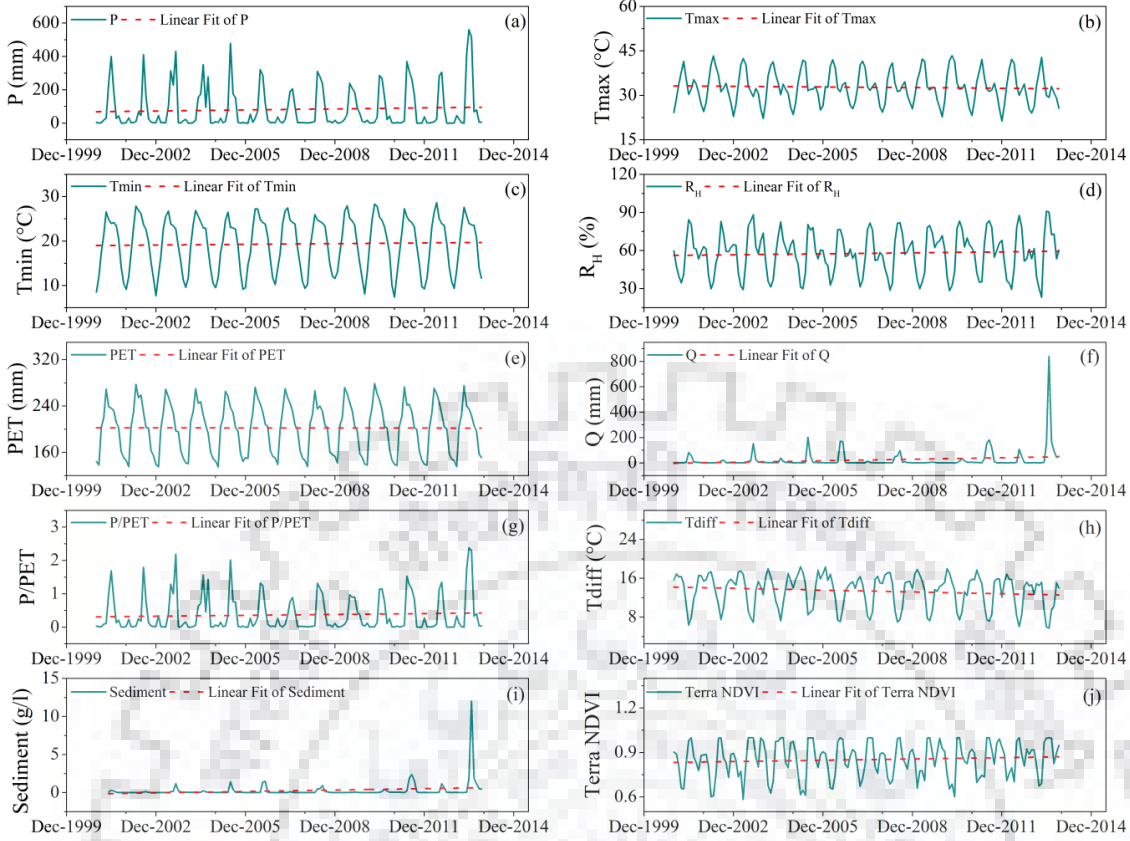 P Linear Fit of P (a)
P (mm)
600
400
200
0
Dec-1999 Dec-2002 Dec-2005 Dec-2008 Dec-2011 Dec-2014
Tmax Linear Fit of Tmax (b)
Tmax (°C)
60
45
30
15
Dec-1999 Dec-2002 Dec-2005 Dec-2008 Dec-2011 Dec-2014
Tmin Linear Fit of Tmin (c)
Tmin (°C)
30
20
10
Dec-1999 Dec-2002 Dec-2005 Dec-2008 Dec-2011 Dec-2014
R_H Linear Fit of R_H (d)
R_H (%)
120
90
60
30
Dec-1999 Dec-2002 Dec-2005 Dec-2008 Dec-2011 Dec-2014
PET Linear Fit of PET (e)
PET (mm)
320
240
160
Dec-1999 Dec-2002 Dec-2005 Dec-2008 Dec-2011 Dec-2014
Q Linear Fit of Q (f)
Q (mm)
800
600
400
200
0
Dec-1999 Dec-2002 Dec-2005 Dec-2008 Dec-2011 Dec-2014
P/PET Linear Fit of P/PET (g)
P/PET
3
2
1
0
Dec-1999 Dec-2002 Dec-2005 Dec-2008 Dec-2011 Dec-2014
Tdiff Linear Fit of Tdiff (h)
Tdiff (°C)
24
16
8
Dec-1999 Dec-2002 Dec-2005 Dec-2008 Dec-2011 Dec-2014
Sediment Linear Fit of Sediment (i)
Sediment (g/l)
15
10
5
0
Dec-1999 Dec-2002 Dec-2005 Dec-2008 Dec-2011 Dec-2014
Terra NDVI Linear Fit of Terra NDVI (j)
Terra NDVI
1.2
0.9
0.6
Dec-1999 Dec-2002 Dec-2005 Dec-2008 Dec-2011 Dec-2014